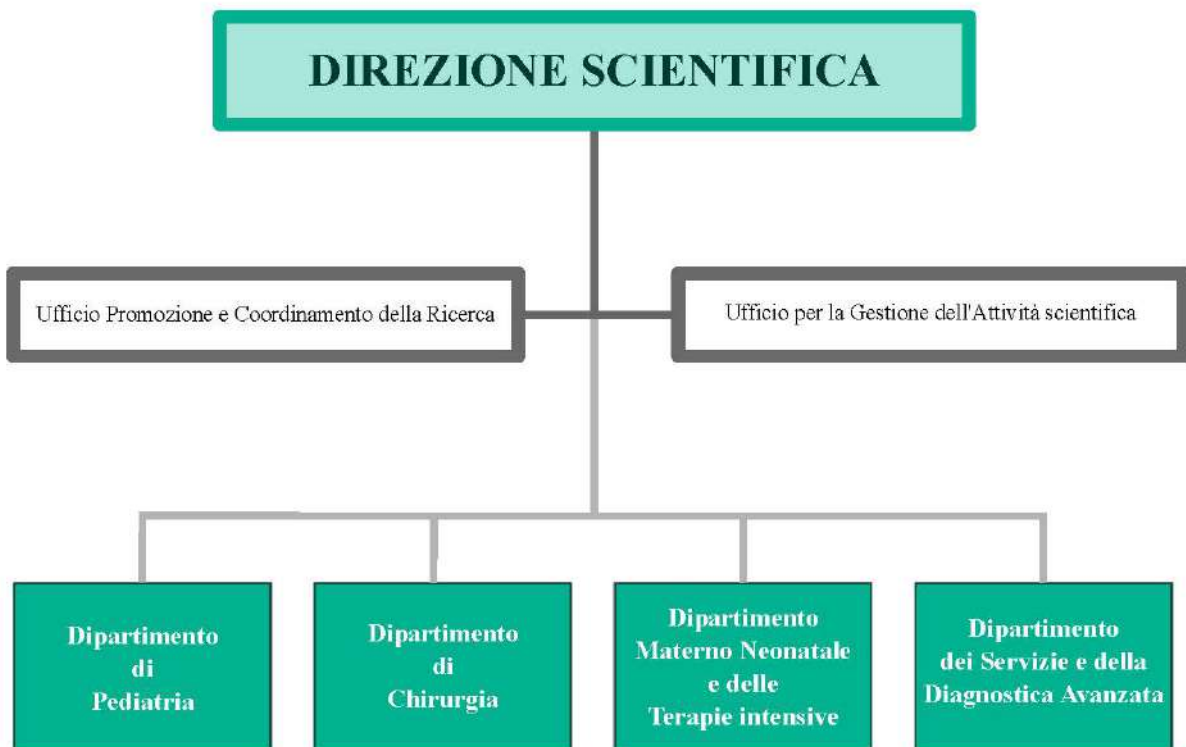 DIREZIONE SCIENTIFICA
Ufficio Promozione e Coordinamento della Ricerca
Ufficio per la Gestione dell'Attività scientifica
Dipartimento
di
Pediatria
Dipartimento
di
Chirurgia
Dipartimento
Materno Neonatale
e delle
Terapie intensive
Dipartimento
dei Servizie e della
Diagnostica Avanzata